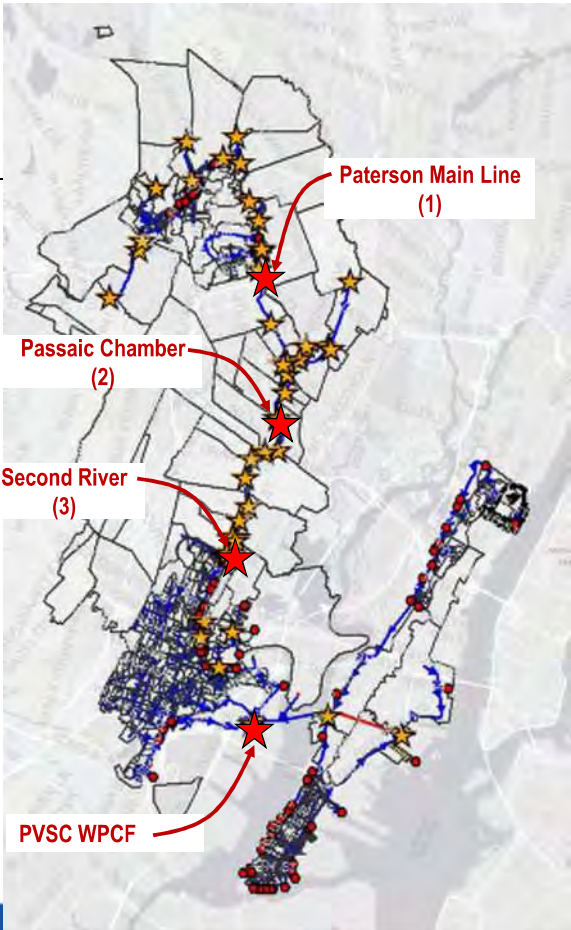 Paterson Main Line
(1)
Passaic Chamber
(2)
Second River
(3)
PVSC WPCF